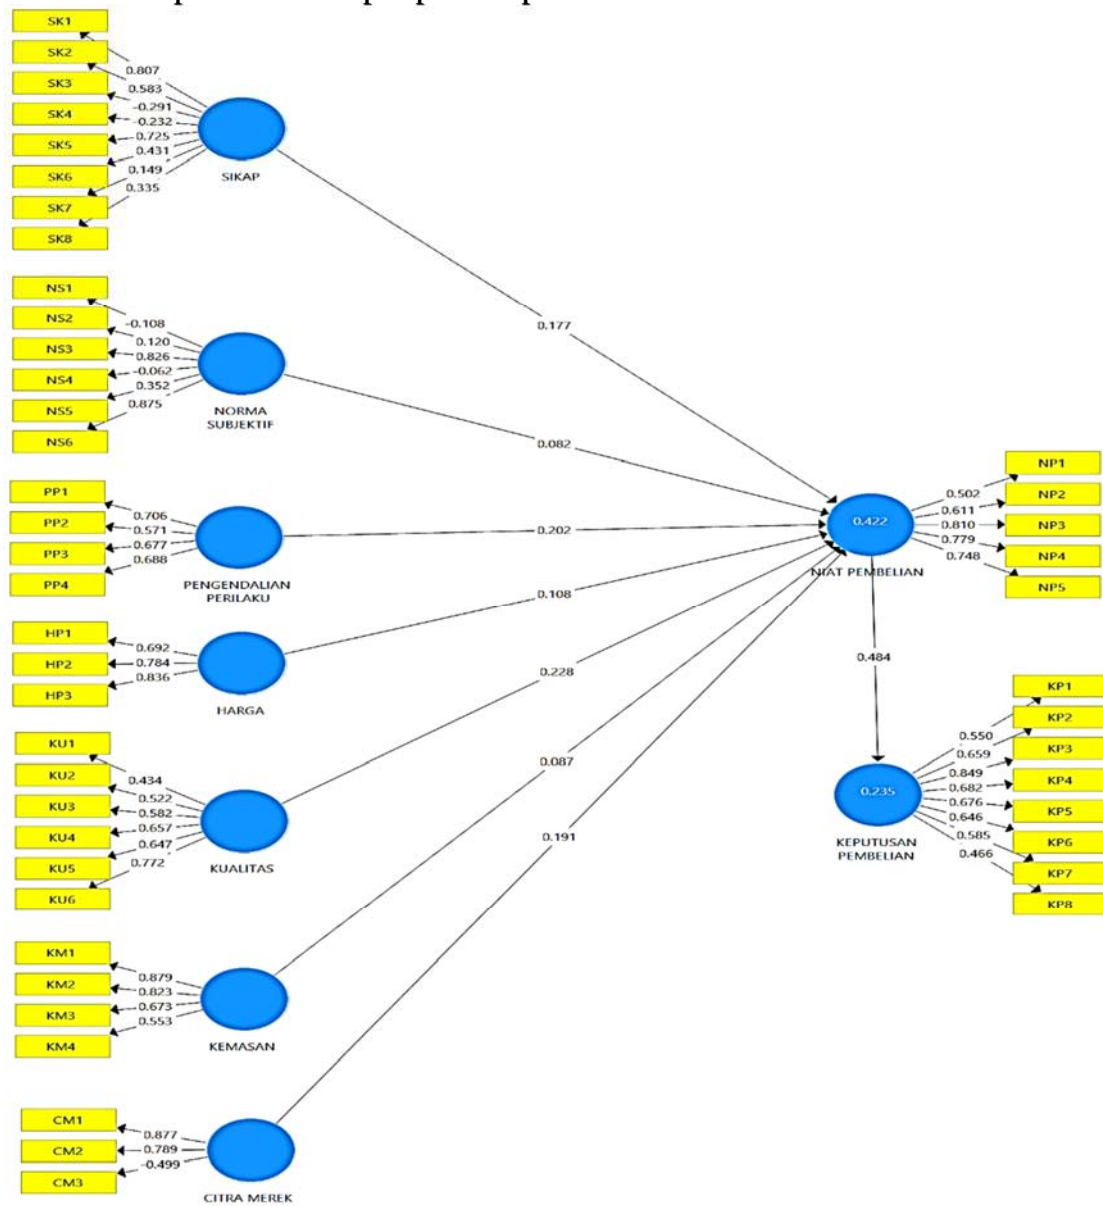 SK1
SK2
SK3
SK4
SK5
SK6
SK7
SK8
0.807
0.583
-0.291
-0.232
0.725
0.431
0.149
0.335
SIKAP
0.177
NS1
NS2
NS3
NS4
NS5
NS6
-0.108
0.120
0.826
-0.062
0.352
0.875
NORMA
SUBJEKTIF
0.082
PP1
PP2
PP3
PP4
0.706
0.571
0.677
0.688
PENGENDALIAN
PERILAKU
0.202
HP1
HP2
HP3
0.692
0.784
0.836
HARGA
0.108
KU1
KU2
KU3
KU4
KU5
KU6
0.434
0.522
0.582
0.657
0.647
0.772
KUALITAS
0.228
KM1
KM2
KM3
KM4
0.879
0.823
0.673
0.553
KEMASAN
0.087
CM1
CM2
CM3
0.877
0.789
-0.499
CITRA MEREK
0.191
0.422
NIAT PEMBELIAN
0.502
0.611
0.810
0.779
0.748
NP1
NP2
NP3
NP4
NP5
0.484
0.235
KEPUTUSAN
PEMBELIAN
0.550
0.659
0.849
0.682
0.676
0.646
0.585
0.466
KP1
KP2
KP3
KP4
KP5
KP6
KP7
KP8